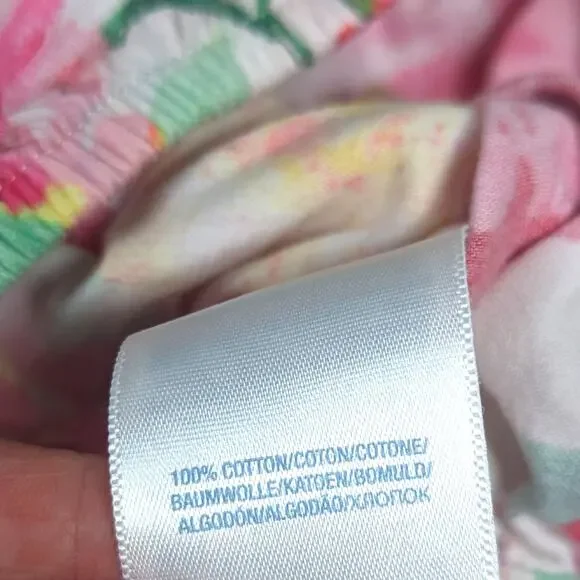 100% COTTON/COTON/COTONE/
BAUMWOLLE/KATOEN/BOMULD/
ALGODÓN/ALGODÃO/ХЛОПОК